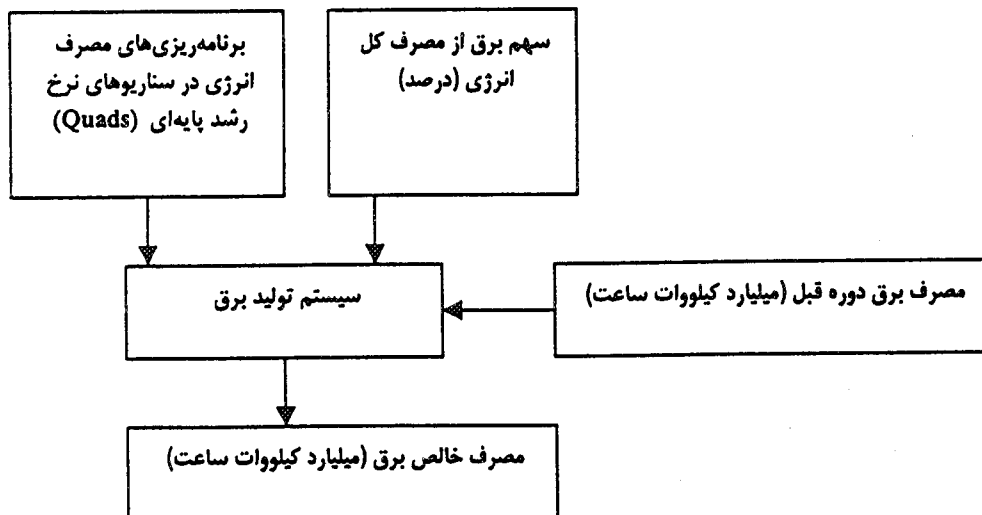 برنامه‌ریزی‌های مصرف
انرژی در سناریوهای نرخ
رشد پایه‌ای (Quads)
سهم برق از مصرف کل
انرژی (درصد)
سیستم تولید برق
مصرف برق دوره قبل (میلیارد کیلووات ساعت)
مصرف خالص برق (میلیارد کیلووات ساعت)